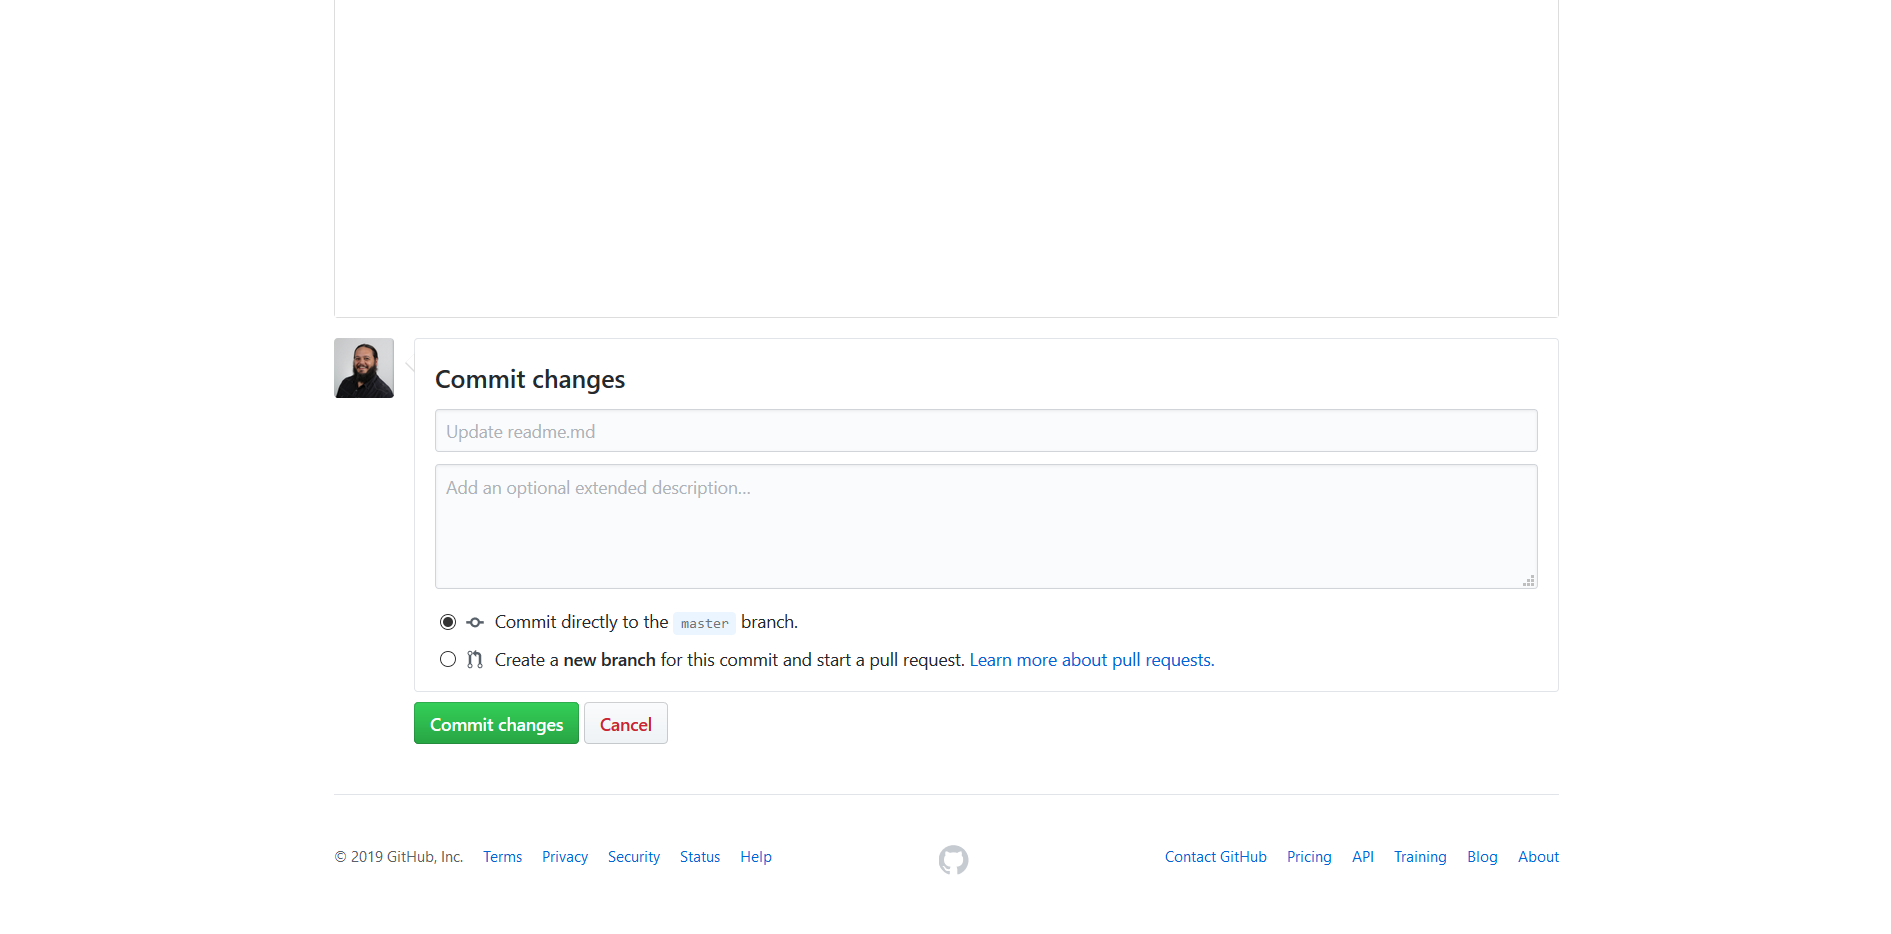 Commit changes
Update readme.md
Add an optional extended description...
Commit directly to the master branch.
Create a new branch for this commit and start a pull request. Learn more about pull requests.
Commit changes Cancel
© 2019 GitHub, Inc. Terms Privacy Security Status Help Contact GitHub Pricing API Training Blog About